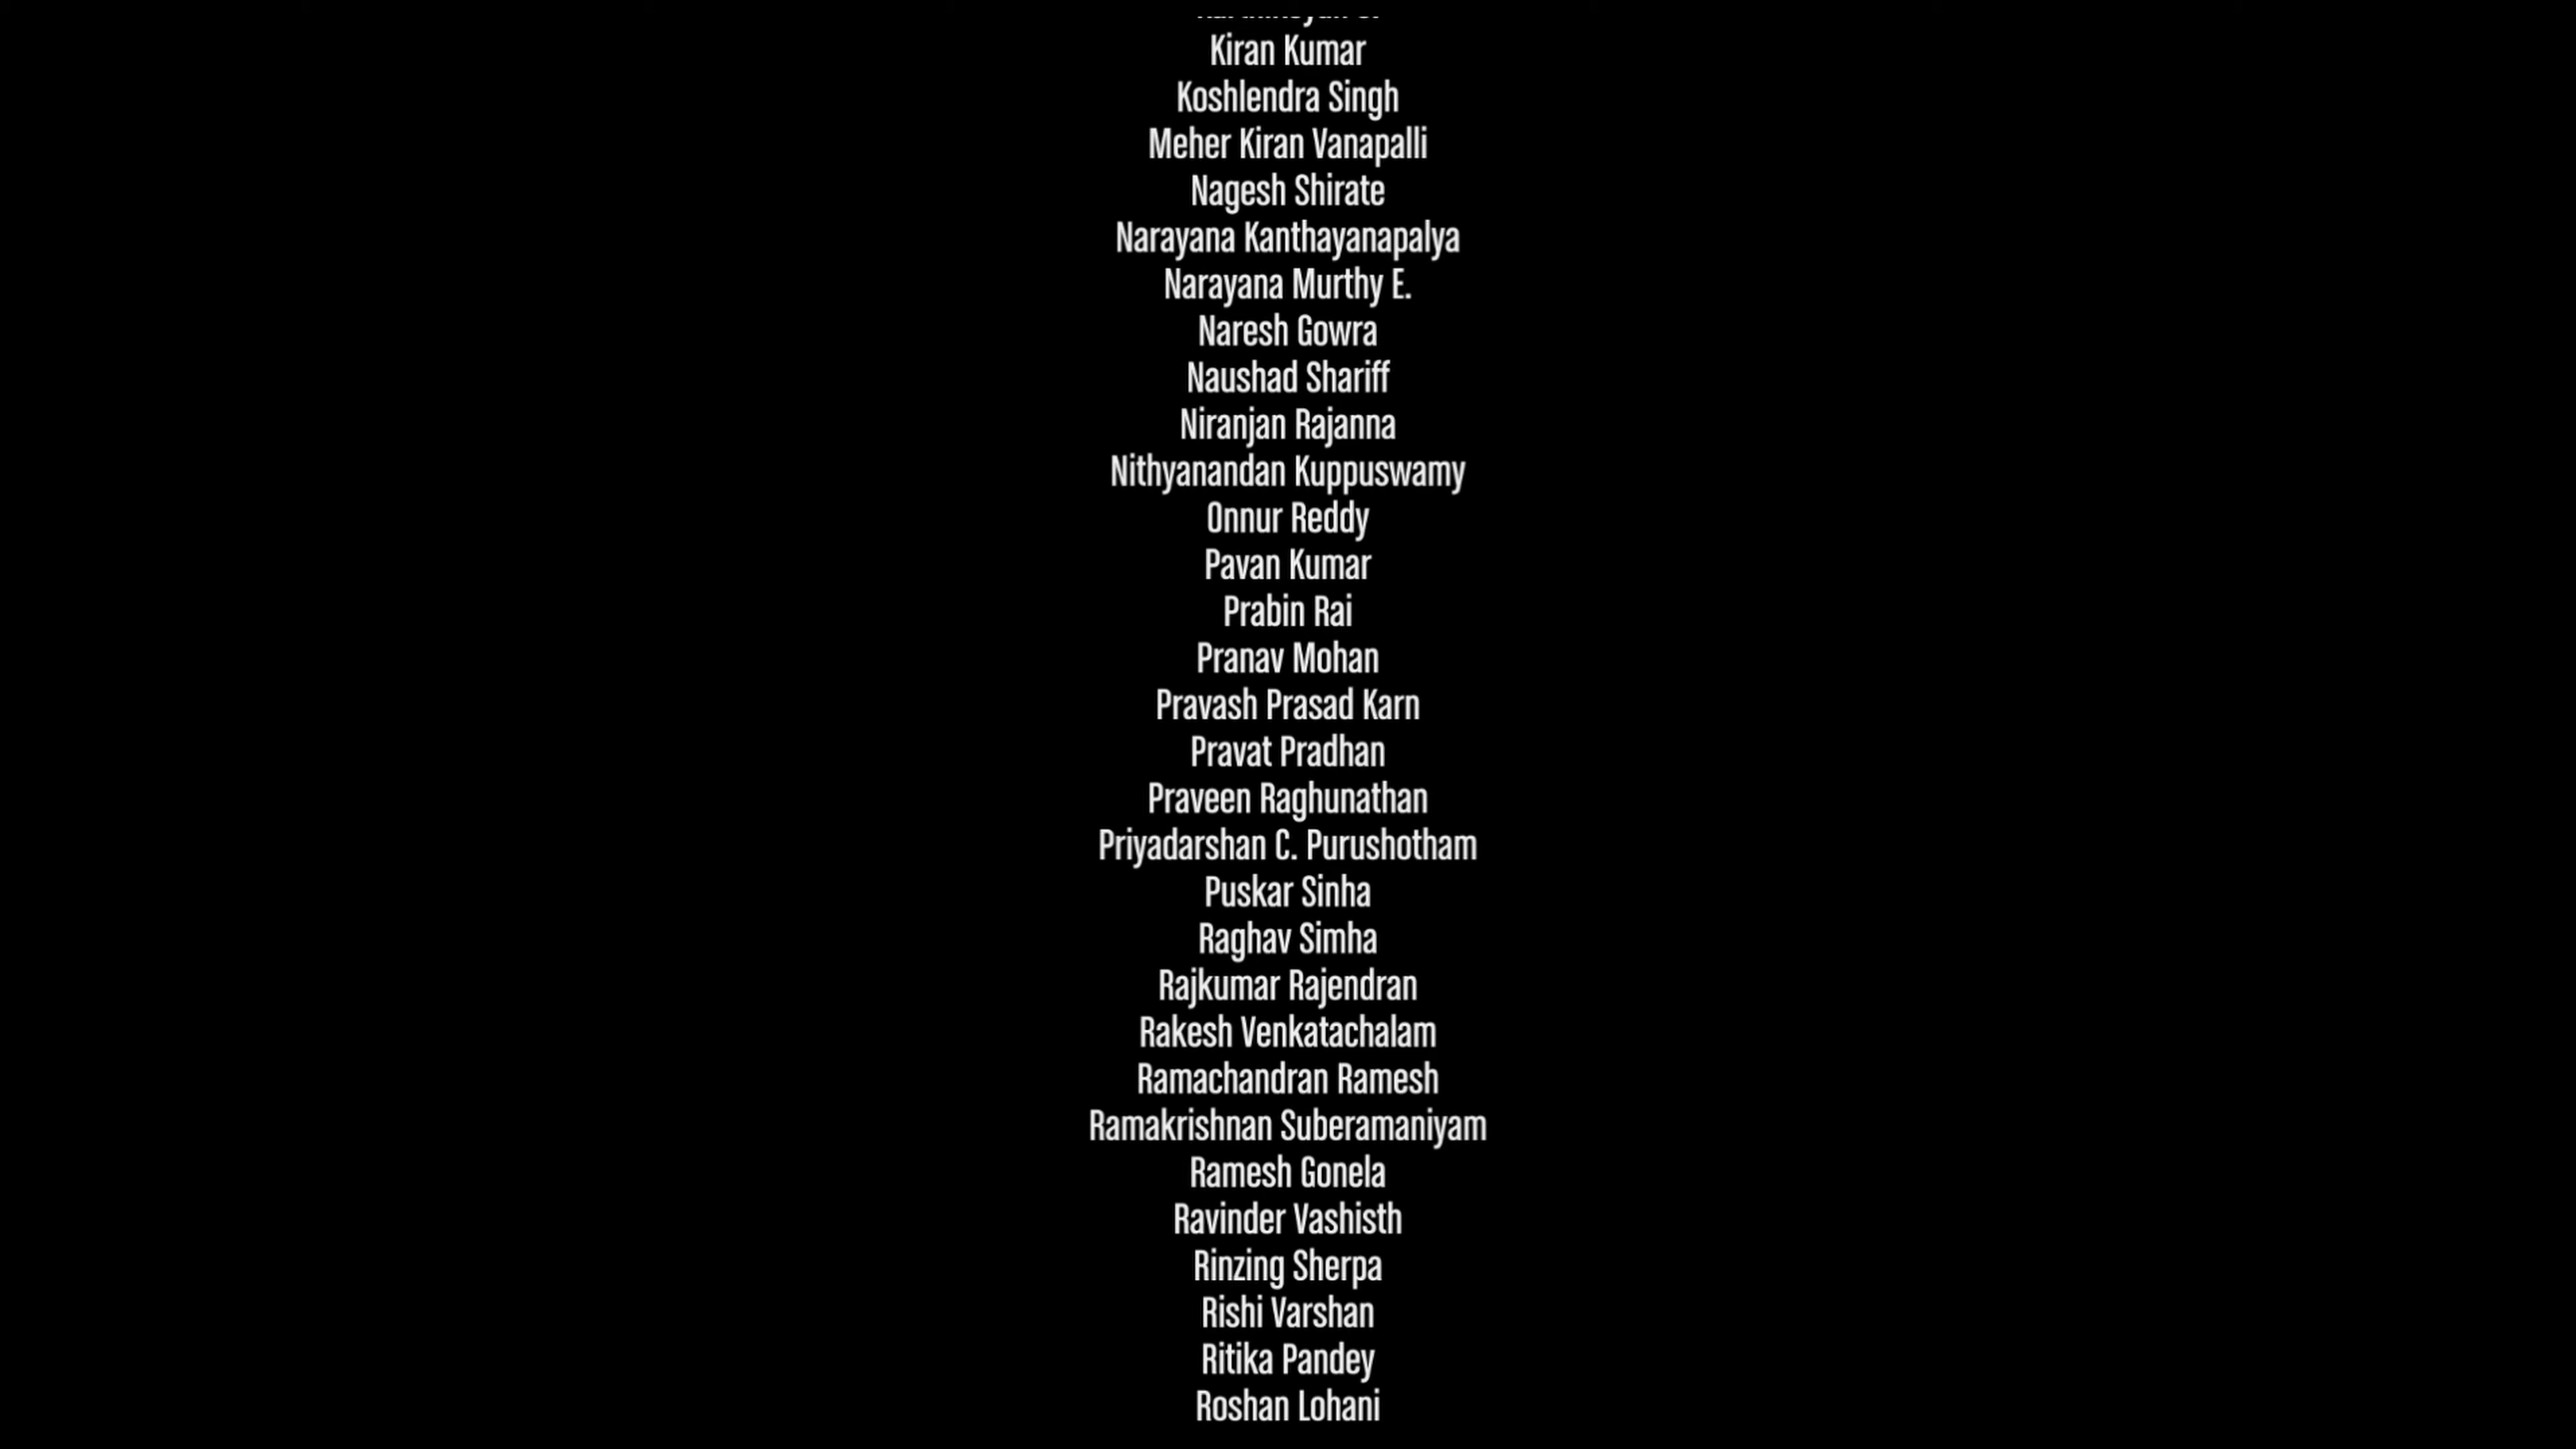 Kiran Kumar
Koshlendra Singh
Meher Kiran Vanapalli
Nagesh Shirate
Narayana Kanthayanapalya
Narayana Murthy E.
Naresh Gowra
Naushad Shariff
Niranjan Rajanna
Nithyanandan Kuppuswamy
Onnur Reddy
Pavan Kumar
Prabin Rai
Pranav Mohan
Pravash Prasad Karn
Pravat Pradhan
Praveen Raghunathan
Priyadarshan C. Purushotham
Puskar Sinha
Raghav Simha
Rajkumar Rajendran
Rakesh Venkatachalam
Ramachandran Ramesh
Ramakrishnan Suberamaniyam
Ramesh Gonela
Ravinder Vashisth
Rinzing Sherpa
Rishi Varshan
Ritika Pandey
Roshan Lohani